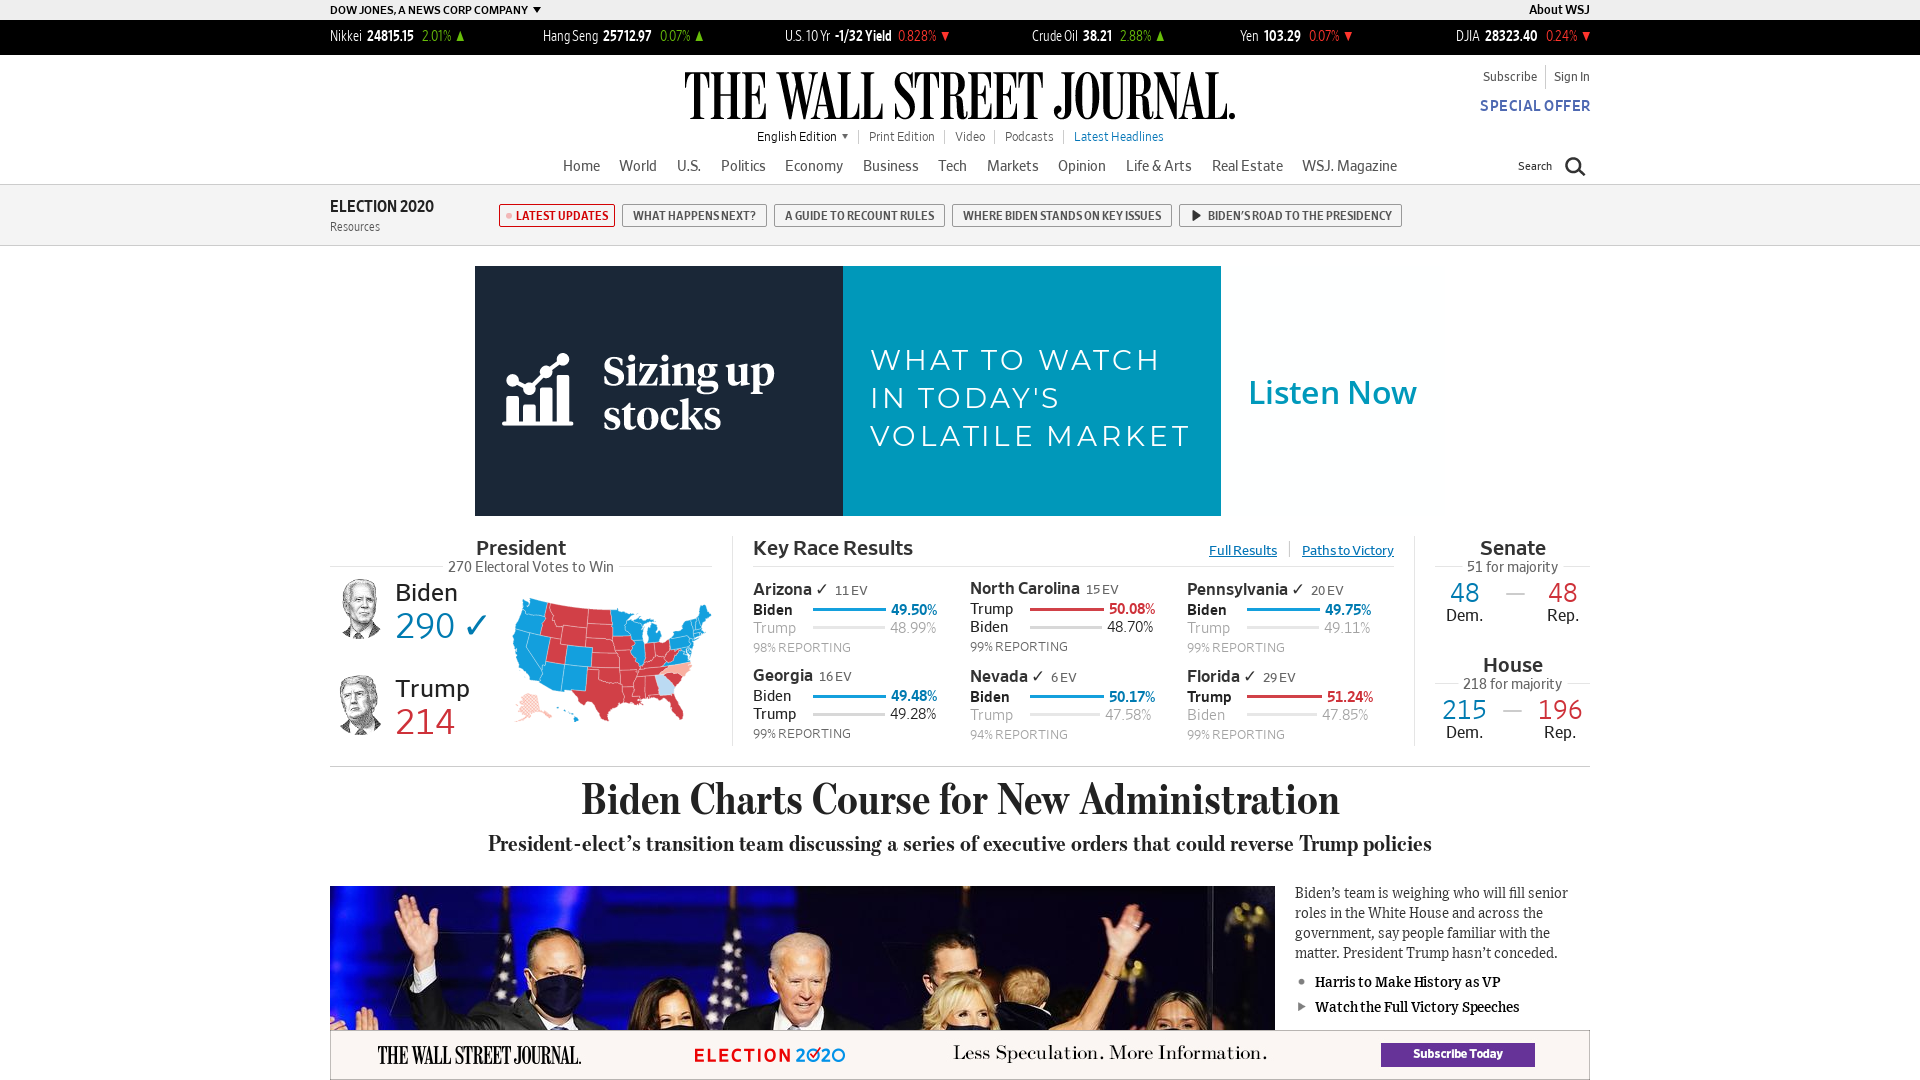 DOW JONES, A NEWS CORP COMPANY
About WSJ
Nikkei 24815.15 2.01%
Hang Seng 25712.97 0.07%
U.S. 10 Yr -1/32 Yield 0.828%
Crude Oil 38.21 2.88%
Yen 103.29 0.07%
DJIA 28323.40 0.24%
THE WALL STREET JOURNAL.
Subscribe
Sign In
SPECIAL OFFER
English Edition
Print Edition
Video
Podcasts
Latest Headlines
Home World U.S. Politics Economy Business Tech Markets Opinion Life & Arts Real Estate WSJ. Magazine
Search
ELECTION 2020
Resources
LATEST UPDATES
WHAT HAPPENS NEXT?
A GUIDE TO RECOUNT RULES
WHERE BIDEN STANDS ON KEY ISSUES
BIDEN'S ROAD TO THE PRESIDENCY
Sizing up
stocks
WHAT TO WATCH
IN TODAY'S
VOLATILE MARKET
Listen Now
President
270 Electoral Votes to Win
Biden
290 ✓
Trump
214
Key Race Results
Full Results
Paths to Victory
Arizona ✓ 11 EV
Biden 49.50%
Trump 48.99%
98% REPORTING
North Carolina 15 EV
Trump 50.08%
Biden 48.70%
99% REPORTING
Pennsylvania ✓ 20 EV
Biden 49.75%
Trump 49.11%
99% REPORTING
Georgia 16 EV
Biden 49.48%
Trump 49.28%
99% REPORTING
Nevada ✓ 6 EV
Biden 50.17%
Trump 47.58%
94% REPORTING
Florida ✓ 29 EV
Trump 51.24%
Biden 47.85%
99% REPORTING
Senate
51 for majority
48 — 48
Dem. Rep.
House
218 for majority
215 — 196
Dem. Rep.
Biden Charts Course for New Administration
President-elect's transition team discussing a series of executive orders that could reverse Trump policies
Biden's team is weighing who will fill senior
roles in the White House and across the
government, say people familiar with the
matter. President Trump hasn't conceded.
Harris to Make History as VP
Watch the Full Victory Speeches
THE WALL STREET JOURNAL.
ELECTION 2020
Less Speculation. More Information.
Subscribe Today